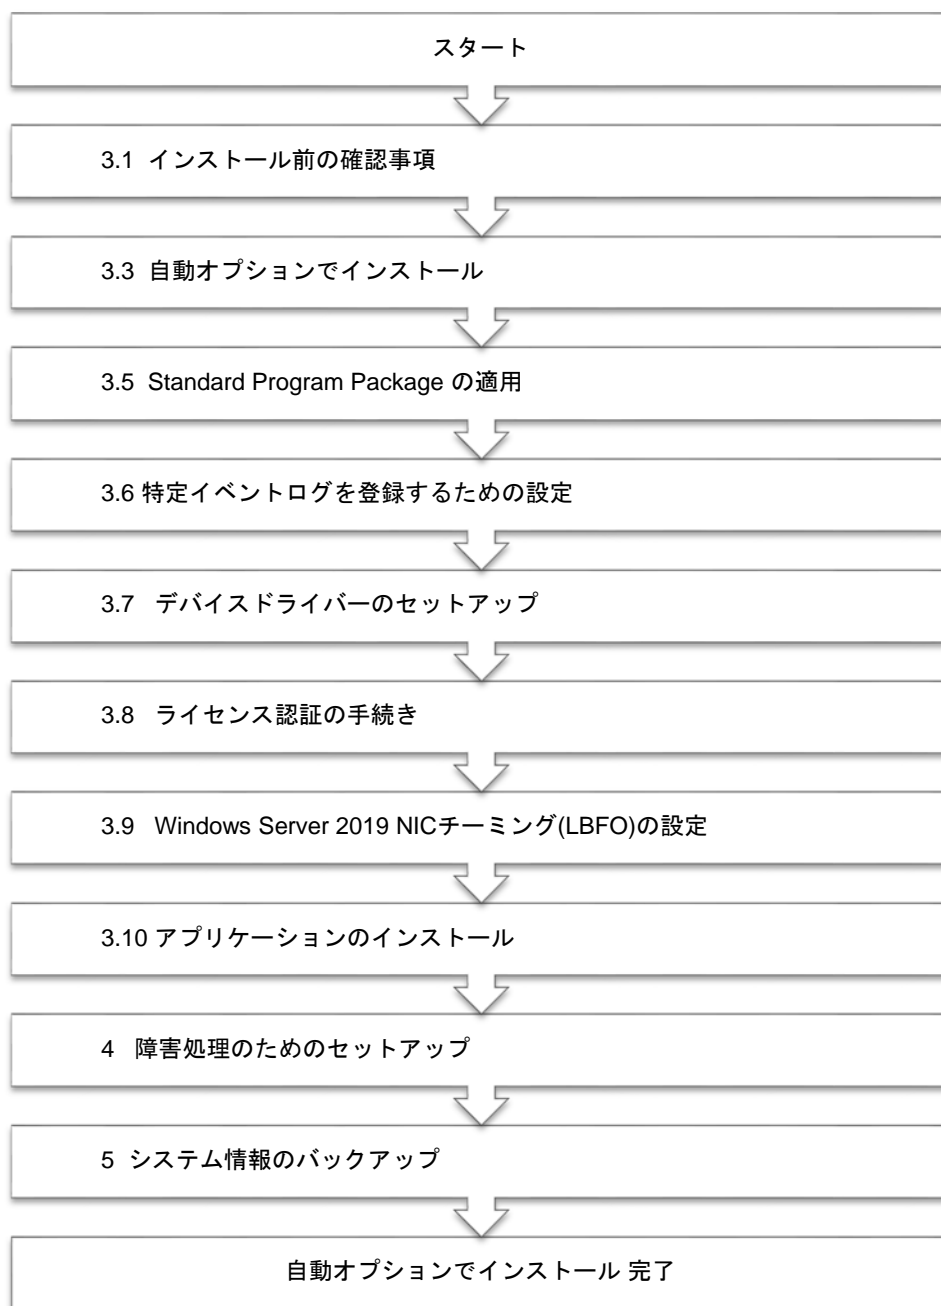 スタート
3.1 インストール前の確認事項
3.3 自動オプションでインストール
3.5 Standard Program Package の適用
3.6 特定イベントログを登録するための設定
3.7 デバイスドライバーのセットアップ
3.8 ライセンス認証の手続き
3.9 Windows Server 2019 NICチーミング(LBFO)の設定
3.10 アプリケーションのインストール
4 障害処理のためのセットアップ
5 システム情報のバックアップ
自動オプションでインストール 完了